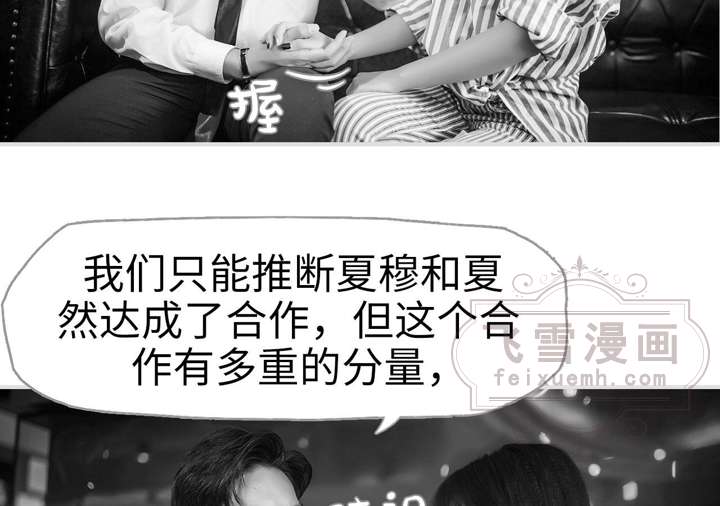 握
我们只能推断夏穆和夏
然达成了合作，但这个合
作有多重的分量，
飞雪漫画
feixuemh.com